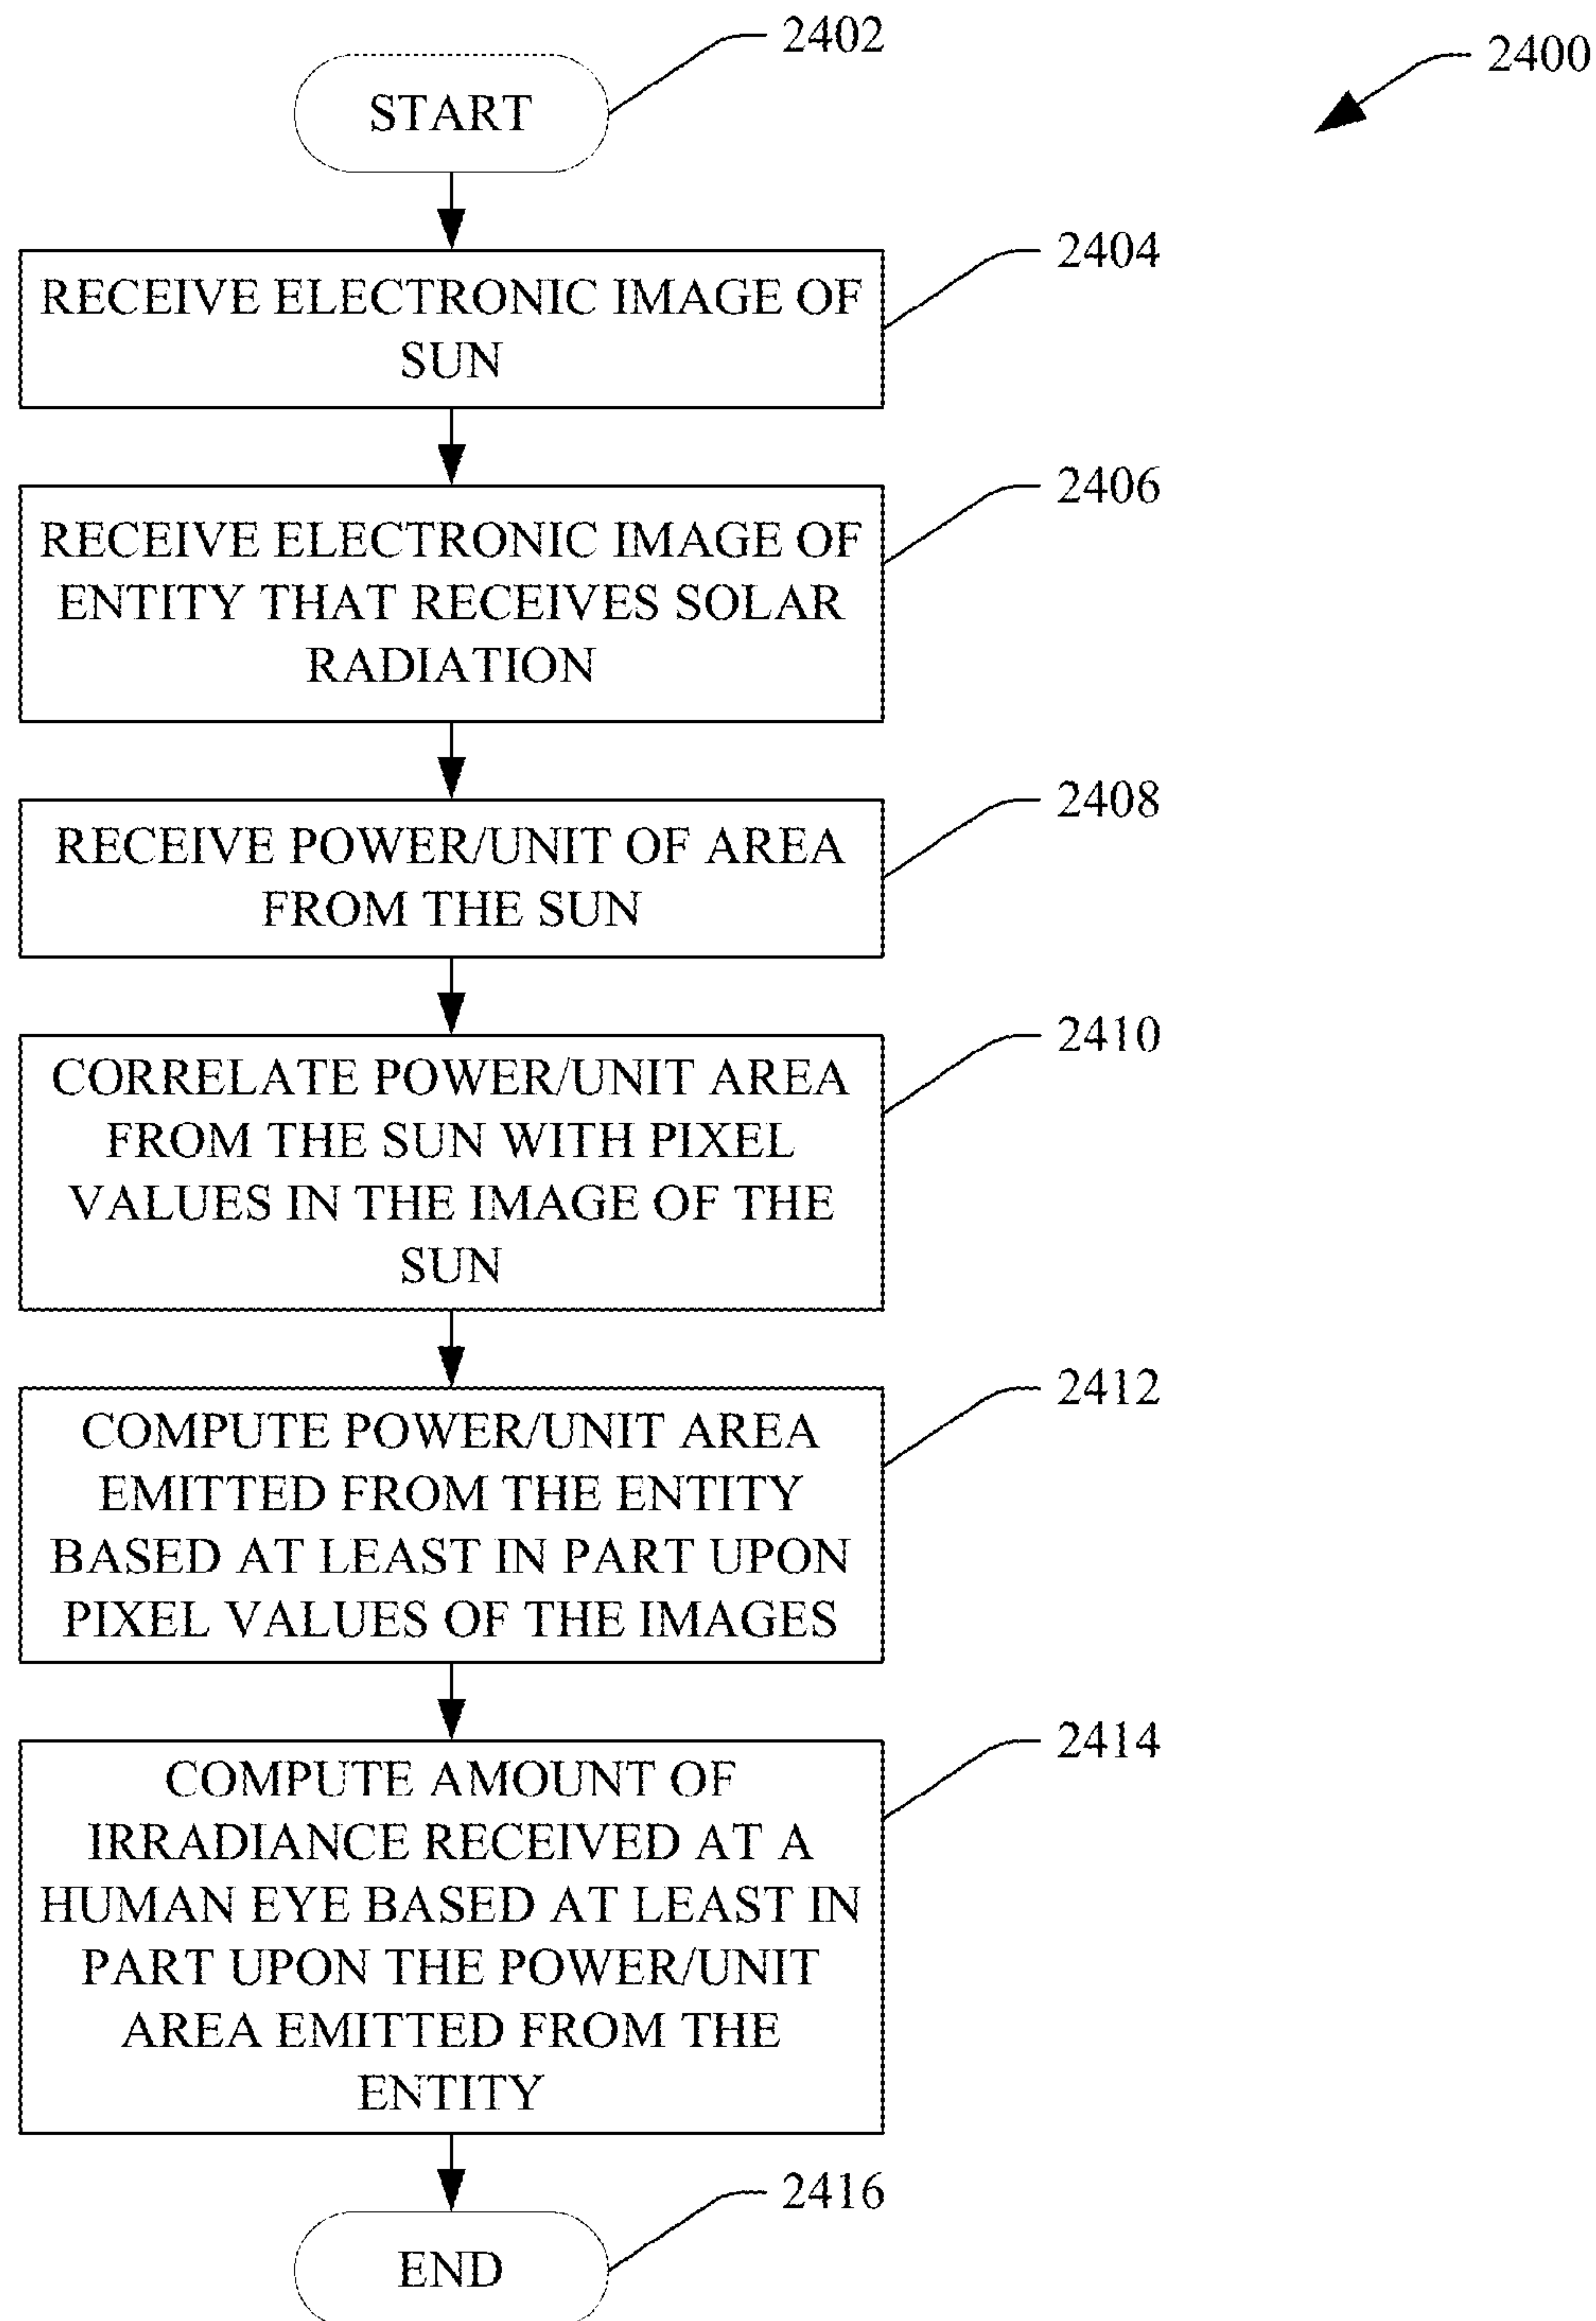 2402
2400
START
2404
RECEIVE ELECTRONIC IMAGE OF
SUN
2406
RECEIVE ELECTRONIC IMAGE OF
ENTITY THAT RECEIVES SOLAR
RADIATION
2408
RECEIVE POWER/UNIT OF AREA
FROM THE SUN
2410
CORRELATE POWER/UNIT AREA
FROM THE SUN WITH PIXEL
VALUES IN THE IMAGE OF THE
SUN
2412
COMPUTE POWER/UNIT AREA
EMITTED FROM THE ENTITY
BASED AT LEAST IN PART UPON
PIXEL VALUES OF THE IMAGES
2414
COMPUTE AMOUNT OF
IRRADIANCE RECEIVED AT A
HUMAN EYE BASED AT LEAST IN
PART UPON THE POWER/UNIT
AREA EMITTED FROM THE
ENTITY
2416
END